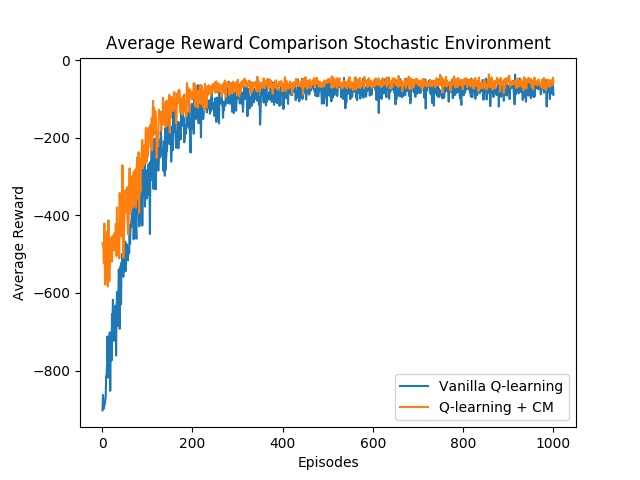 Average Reward Comparison Stochastic Environment
0
−200
−400
−600
−800
Average Reward
0
200
400
600
800
1000
Episodes
Vanilla Q-learning
Q-learning + CM